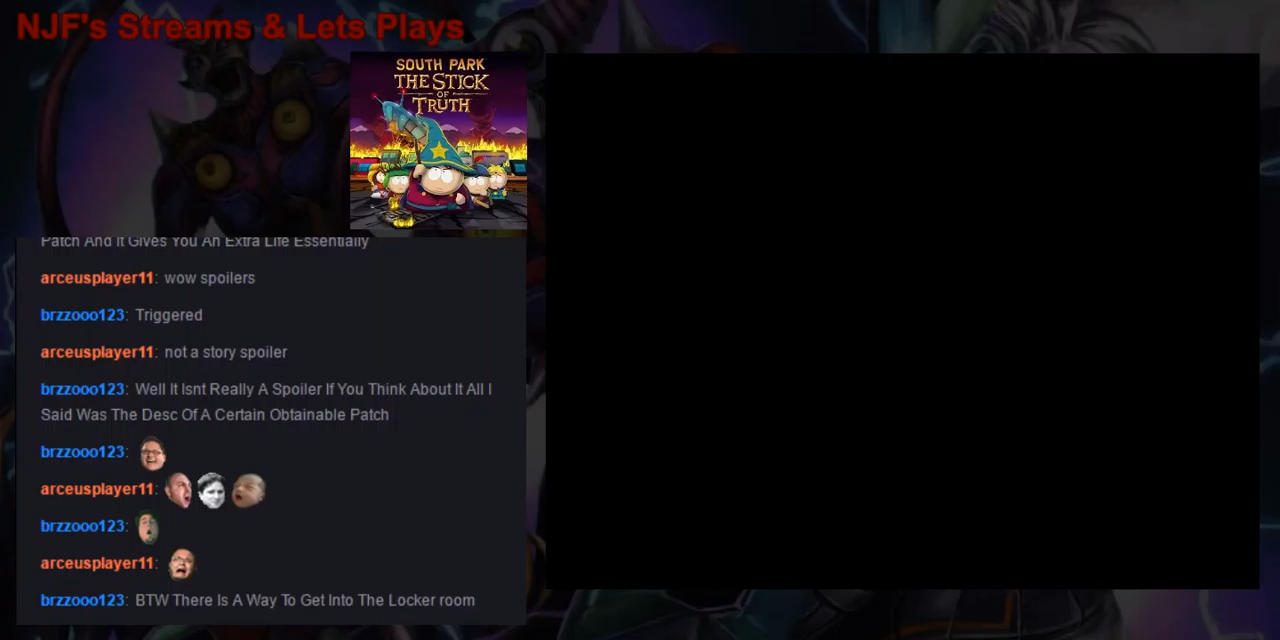 NJF's Streams & Lets Plays
SOUTH PARK
THE STICK
OF
TRUTH
Patch And It Gives You An Extra Life Essentially
arceusplayer11: wow spoilers
brzzooo123: Triggered
arceusplayer11: not a story spoiler
brzzooo123: Well It Isnt Really A Spoiler If You Think About It All I
Said Was The Desc Of A Certain Obtainable Patch
brzzooo123:
arceusplayer11:
brzzooo123:
arceusplayer11:
brzzooo123: BTW There Is A Way To Get Into The Locker room